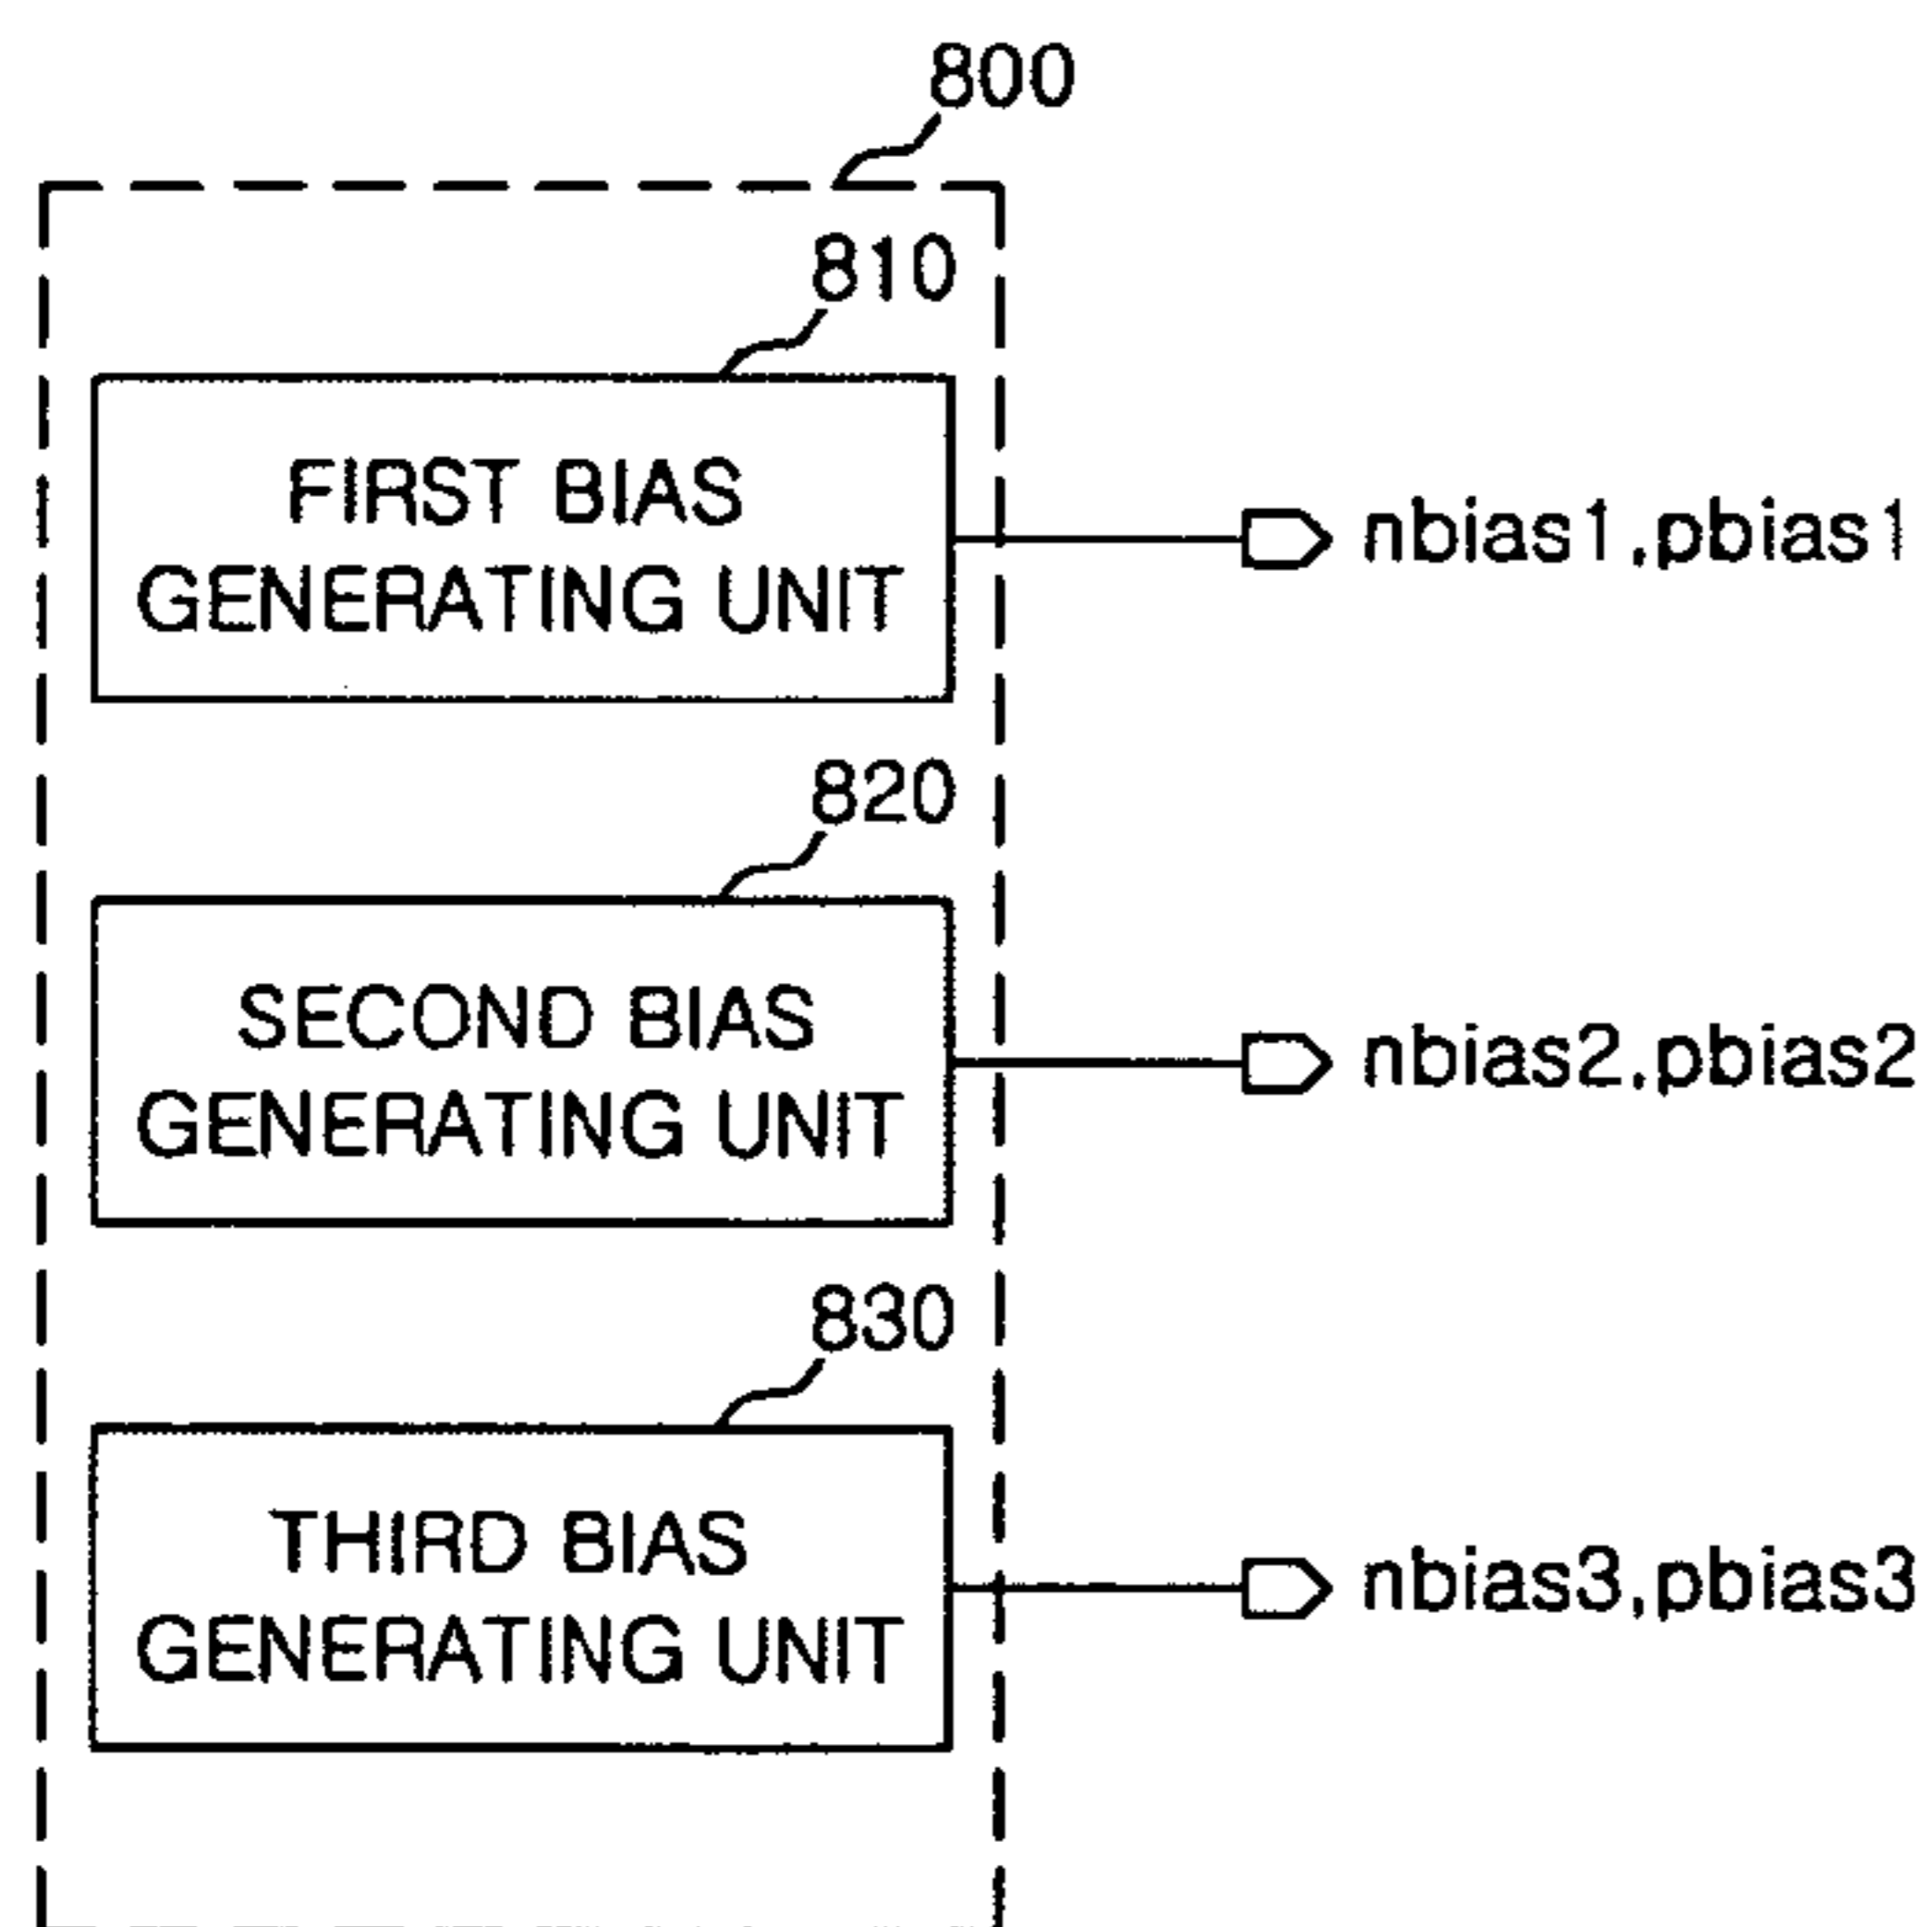 800
810
FIRST BIAS
GENERATING UNIT
nbias1,pbias1
820
SECOND BIAS
GENERATING UNIT
nbias2,pbias2
830
THIRD BIAS
GENERATING UNIT
nbias3,pbias3